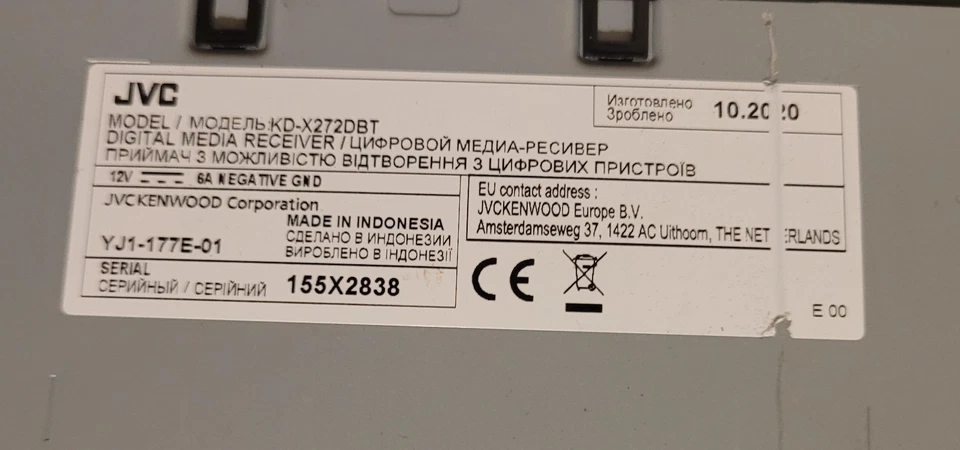 JVC
MODEL / МОДЕЛЬ:KD-X272DBT
DIGITAL MEDIA RECEIVER / ЦИФРОВОЙ МЕДИА-РЕСИВЕР
ПРИЙМАЧ З МОЖЛИВІСТЮ ВІДТВОРЕННЯ З ЦИФРОВИХ ПРИСТРОЇВ
Изготовлено
Зроблено
10.2020
12V 6A NEGATIVE GND
JVCKENWOOD Corporation
MADE IN INDONESIA
СДЕЛАНО В ИНДОНЕЗИИ
ВИРОБЛЕНО В ІНДОНЕЗІЇ
YJ1-177E-01
SERIAL
СЕРИЙНЫЙ / СЕРІЙНИЙ
155X2838
EU contact address :
JVCKENWOOD Europe B.V.
Amsterdamseweg 37, 1422 AC Uithoorn, THE NETHERLANDS
CE
E 00